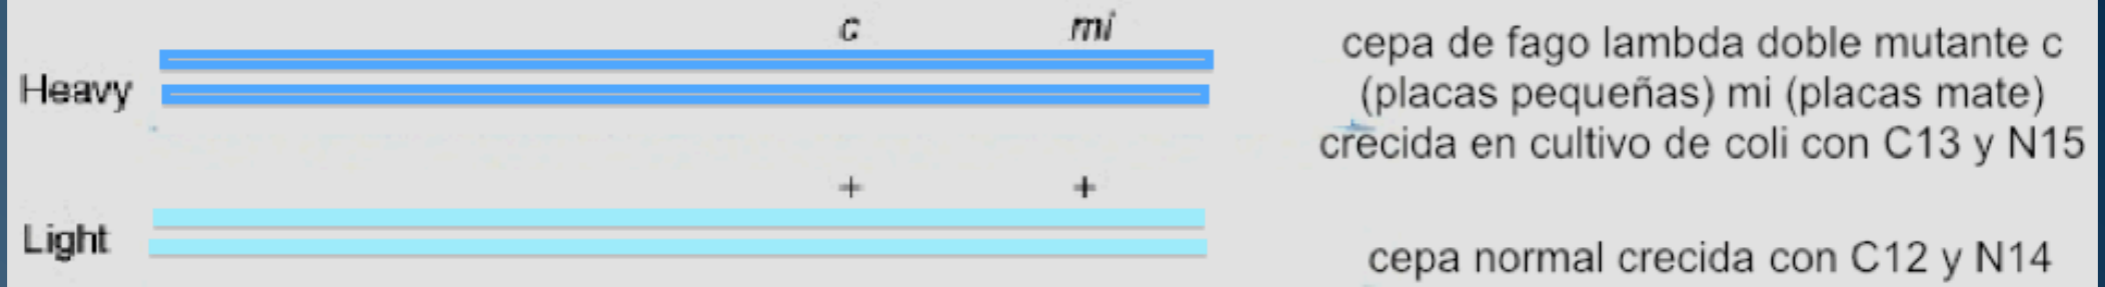 c mi
Heavy
cepa de fago lambda doble mutante c
(placas pequeñas) mi (placas mate)
crecida en cultivo de coli con C13 y N15
+ +
Light
cepa normal crecida con C12 y N14